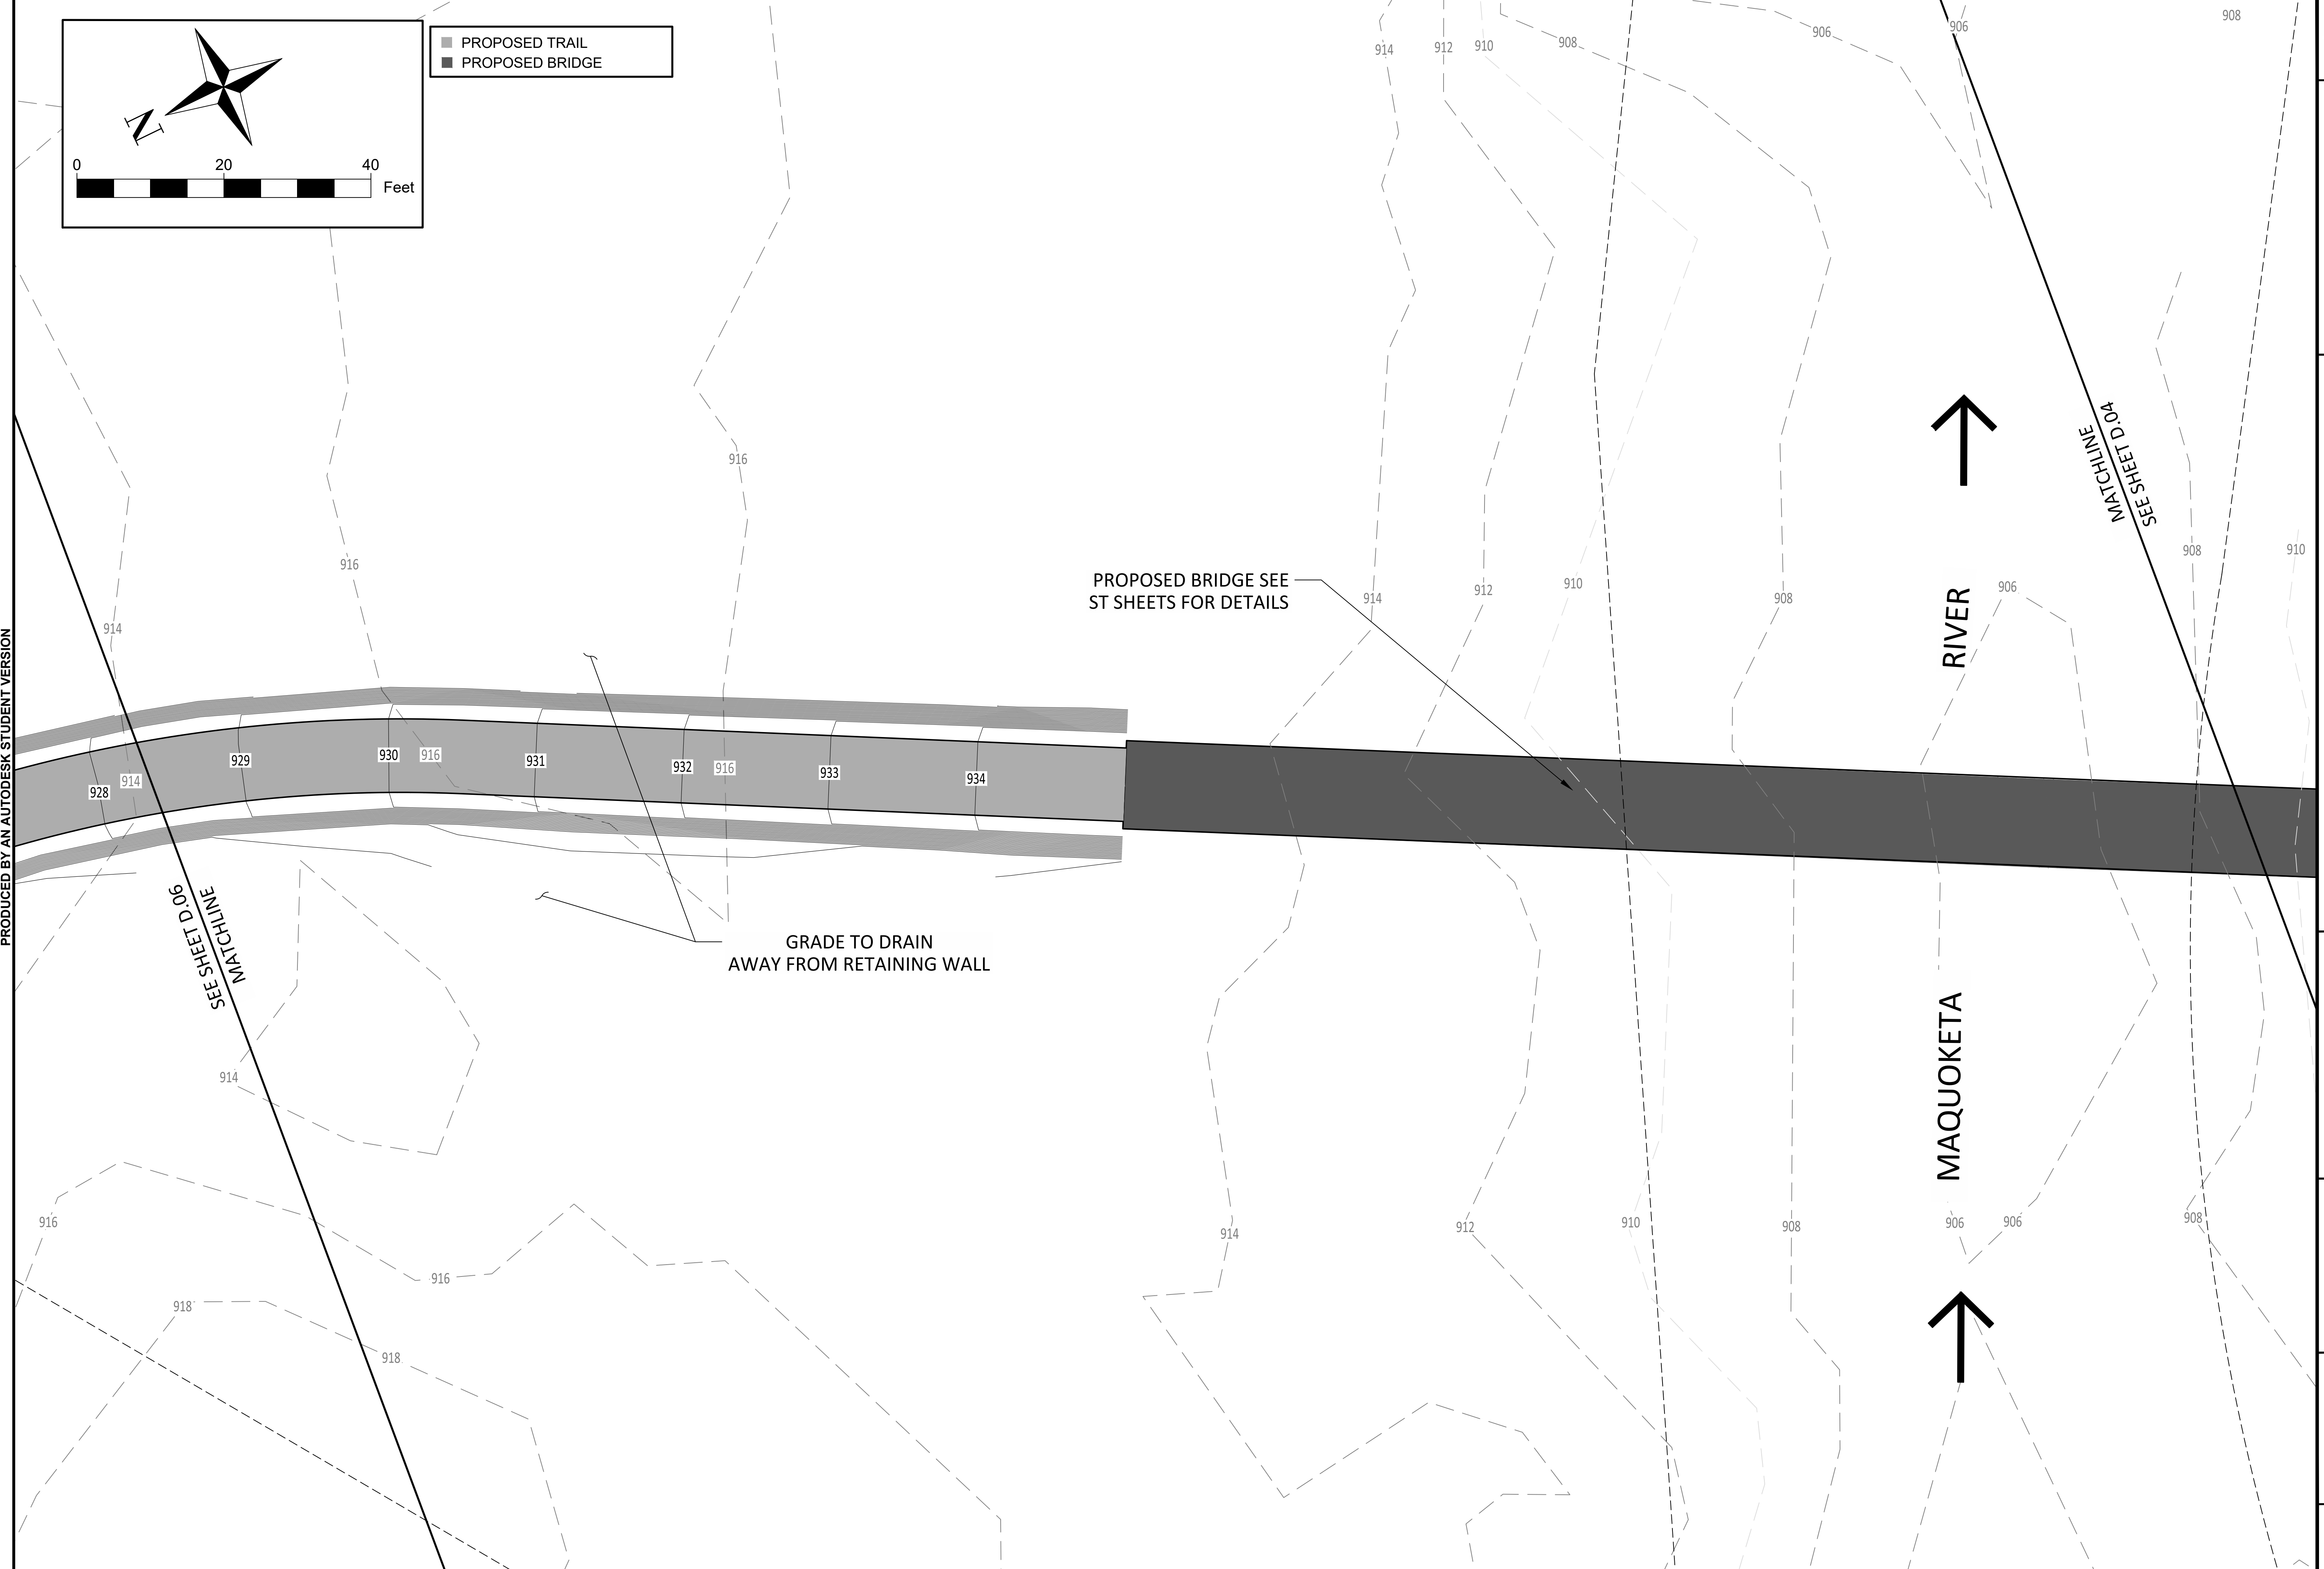 PROPOSED TRAIL
PROPOSED BRIDGE
N
0 20 40
Feet
914
912
910
908
906
906
908
916
916
914
914
912
910
908
906
908
910
PROPOSED BRIDGE SEE
ST SHEETS FOR DETAILS
MATCHLINE
SEE SHEET D.04
RIVER
MAQUOKETA
928
914
929
930
916
931
932
916
933
934
GRADE TO DRAIN
AWAY FROM RETAINING WALL
SEE SHEET D.06
MATCHLINE
PRODUCED BY AN AUTODESK STUDENT VERSION
914
916
916
918
918
914
912
910
908
906
906
908